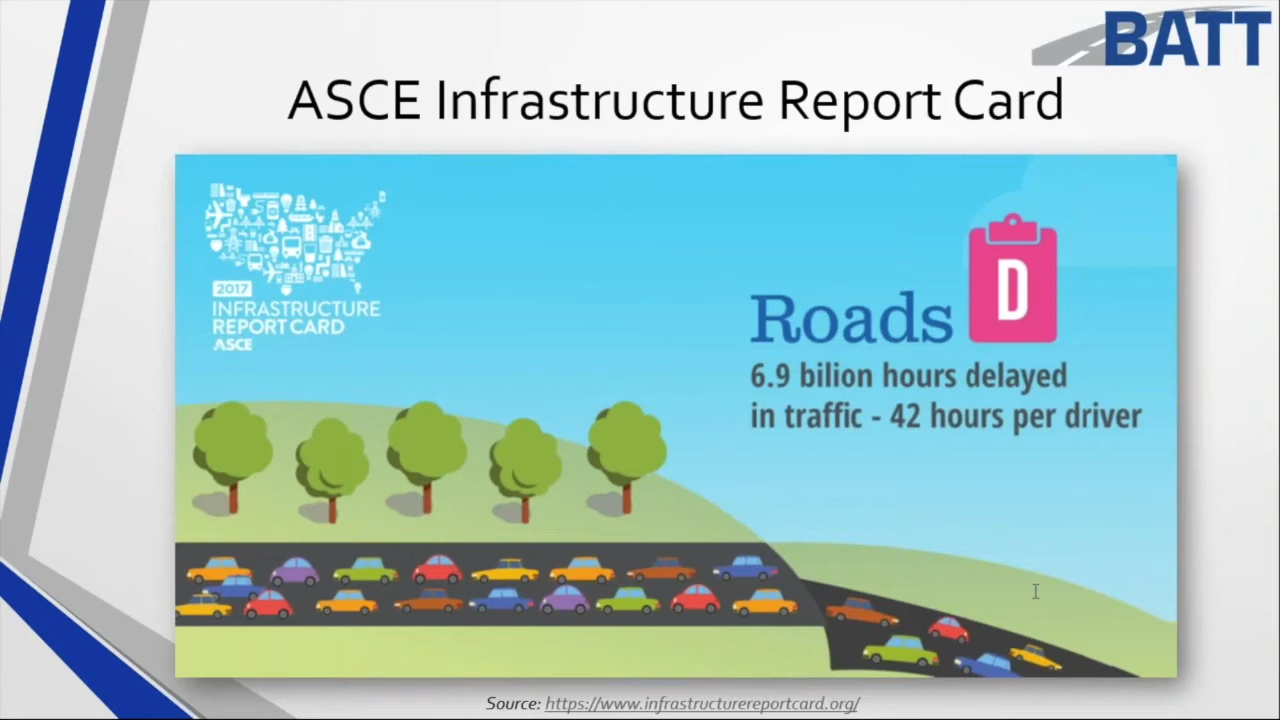 BATT
ASCE Infrastructure Report Card
2017
INFRASTRUCTURE
REPORT CARD
ASCE
Roads D
6.9 bilion hours delayed
in traffic - 42 hours per driver
Source: https://www.infrastructurereportcard.org/